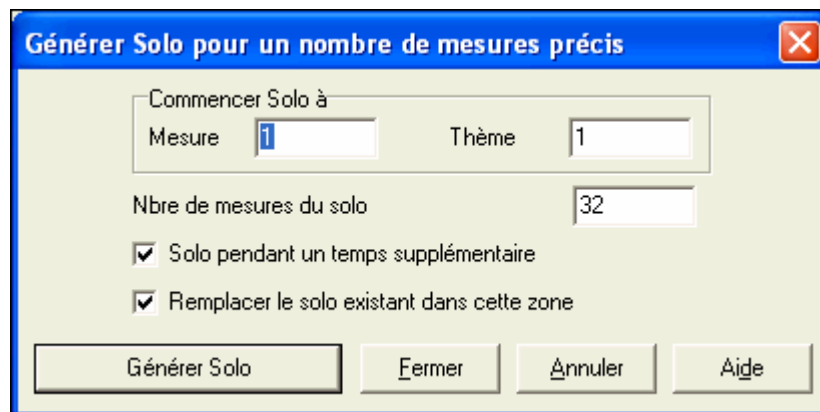 Générer Solo pour un nombre de mesures précis
Commencer Solo à
Mesure 1 Thème 1
Nbre de mesures du solo 32
Solo pendant un temps supplémentaire
Remplacer le solo existant dans cette zone
Générer Solo Fermer Annuler Aide